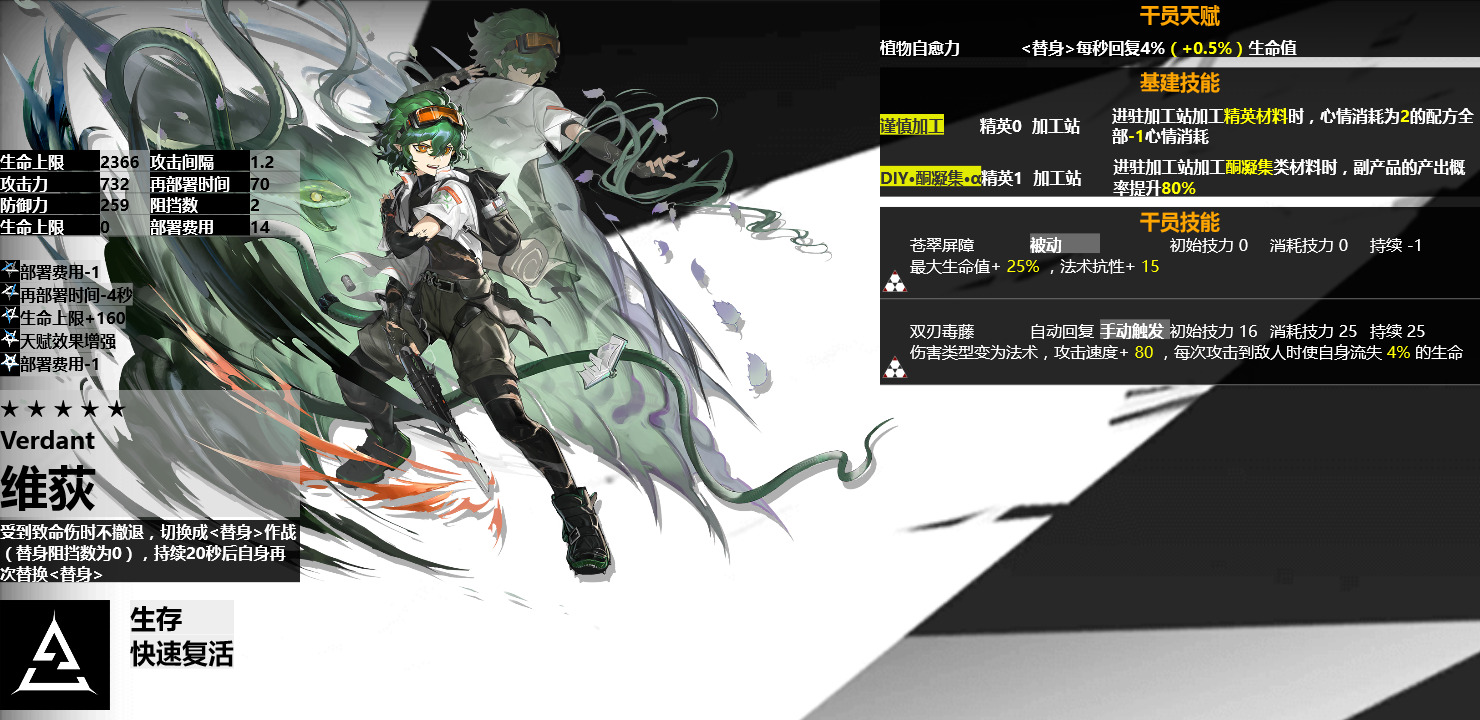 生命上限 2366 攻击间隔 1.2
攻击力 732 再部署时间 70
防御力 259 阻挡数 2
生命上限 0 部署费用 14
部署费用-1
再部署时间-4秒
生命上限+160
天赋效果增强
部署费用-1
★ ★ ★ ★ ★
Verdant
维荻
受到致命伤时不撤退，切换成<替身>作战
（替身阻挡数为0），持续20秒后自身再
次替换<替身>
生存
快速复活
干员天赋
植物自愈力 <替身>每秒回复4%（+0.5%）生命值
基建技能
谨慎加工 精英0 加工站 进驻加工站加工精英材料时，心情消耗为2的配方全
部-1心情消耗
DIY·酮凝集·α 精英1 加工站 进驻加工站加工酮凝集类材料时，副产品的产出概
率提升80%
干员技能
苍翠屏障 被动 初始技力 0 消耗技力 0 持续 -1
最大生命值+ 25% ，法术抗性+ 15
双刃毒藤 自动回复 手动触发 初始技力 16 消耗技力 25 持续 25
伤害类型变为法术，攻击速度+ 80 ，每次攻击到敌人时使自身流失 4% 的生命